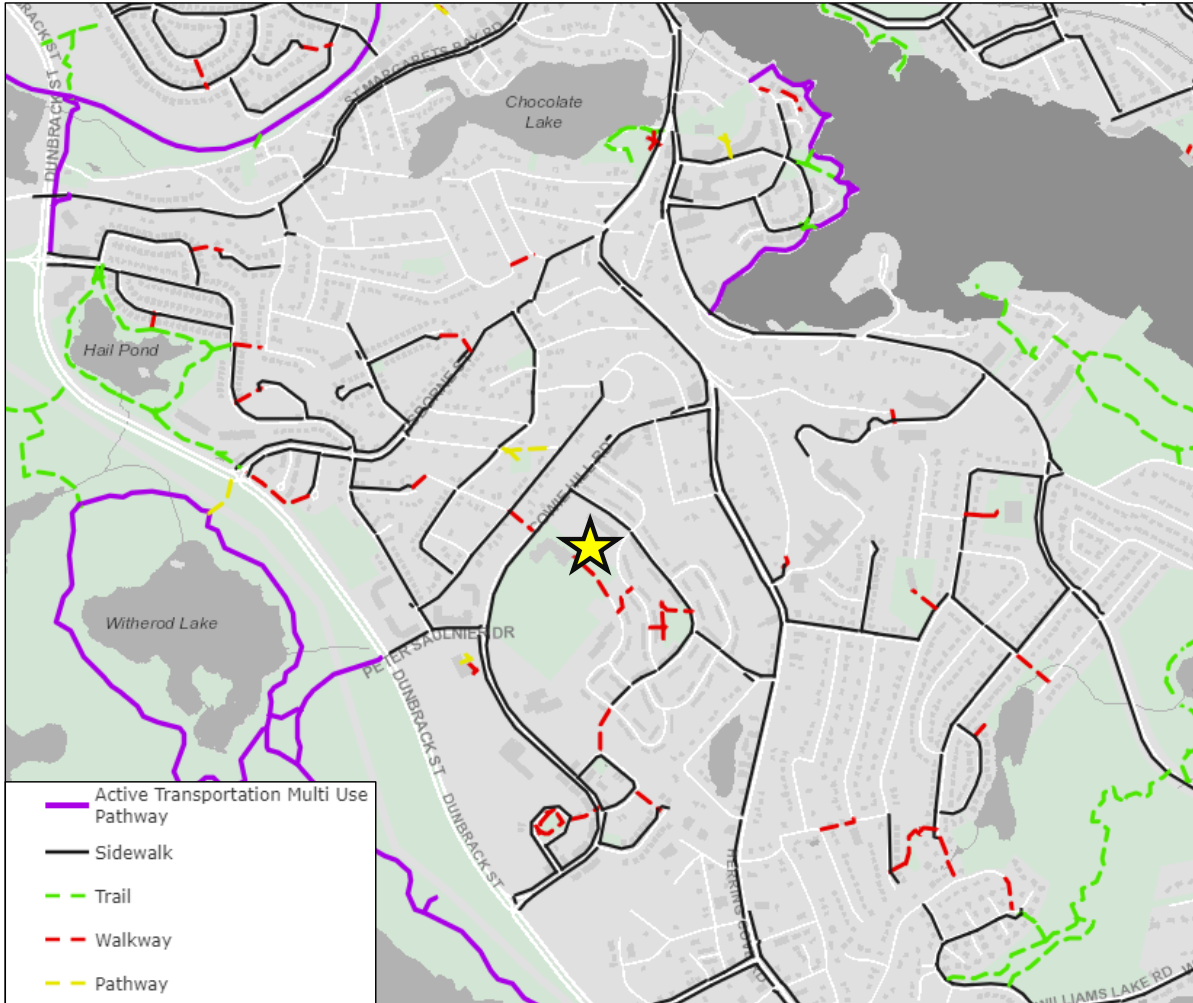 DUNBRACK ST
ST MARGARETS BAY RD
Chocolate
Lake
DUNBRACK ST
Hail Pond
OSBORNE ST
COWIE HILL RD
Witherod Lake
PETER SAULNIER DR
DUNBRACK ST
DUNBRACK ST
HERRING COVE RD
WILLIAMS LAKE RD
Active Transportation Multi Use
Pathway
Sidewalk
Trail
Walkway
Pathway